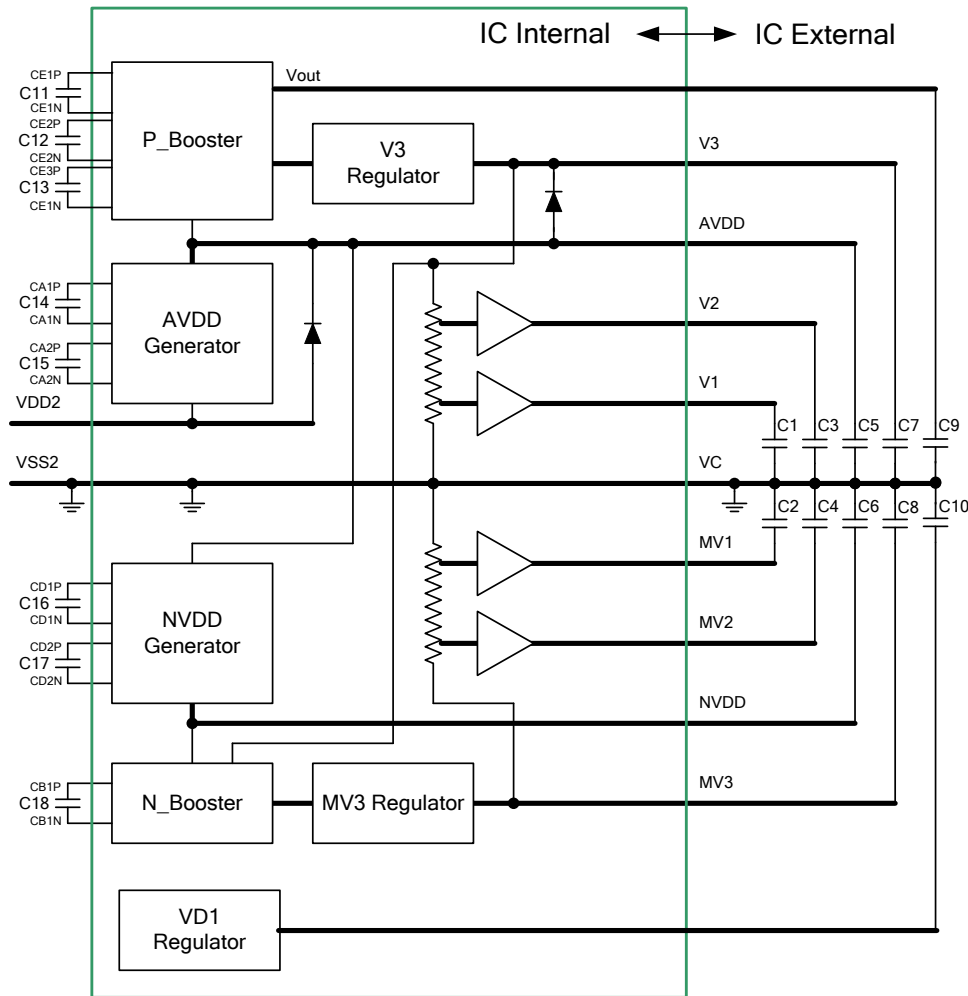 IC Internal
IC External
CE1P
C11
CE1N
CE2P
C12
CE2N
CE3P
C13
CE1N
P_Booster
Vout
V3
Regulator
V3
AVDD
CA1P
C14
CA1N
CA2P
C15
CA2N
AVDD
Generator
V2
V1
VDD2
C1
C3
C5
C7
C9
VSS2
VC
C2
C4
C6
C8
C10
MV1
CD1P
C16
CD1N
CD2P
C17
CD2N
NVDD
Generator
MV2
NVDD
CB1P
C18
CB1N
N_Booster
MV3 Regulator
MV3
VD1
Regulator